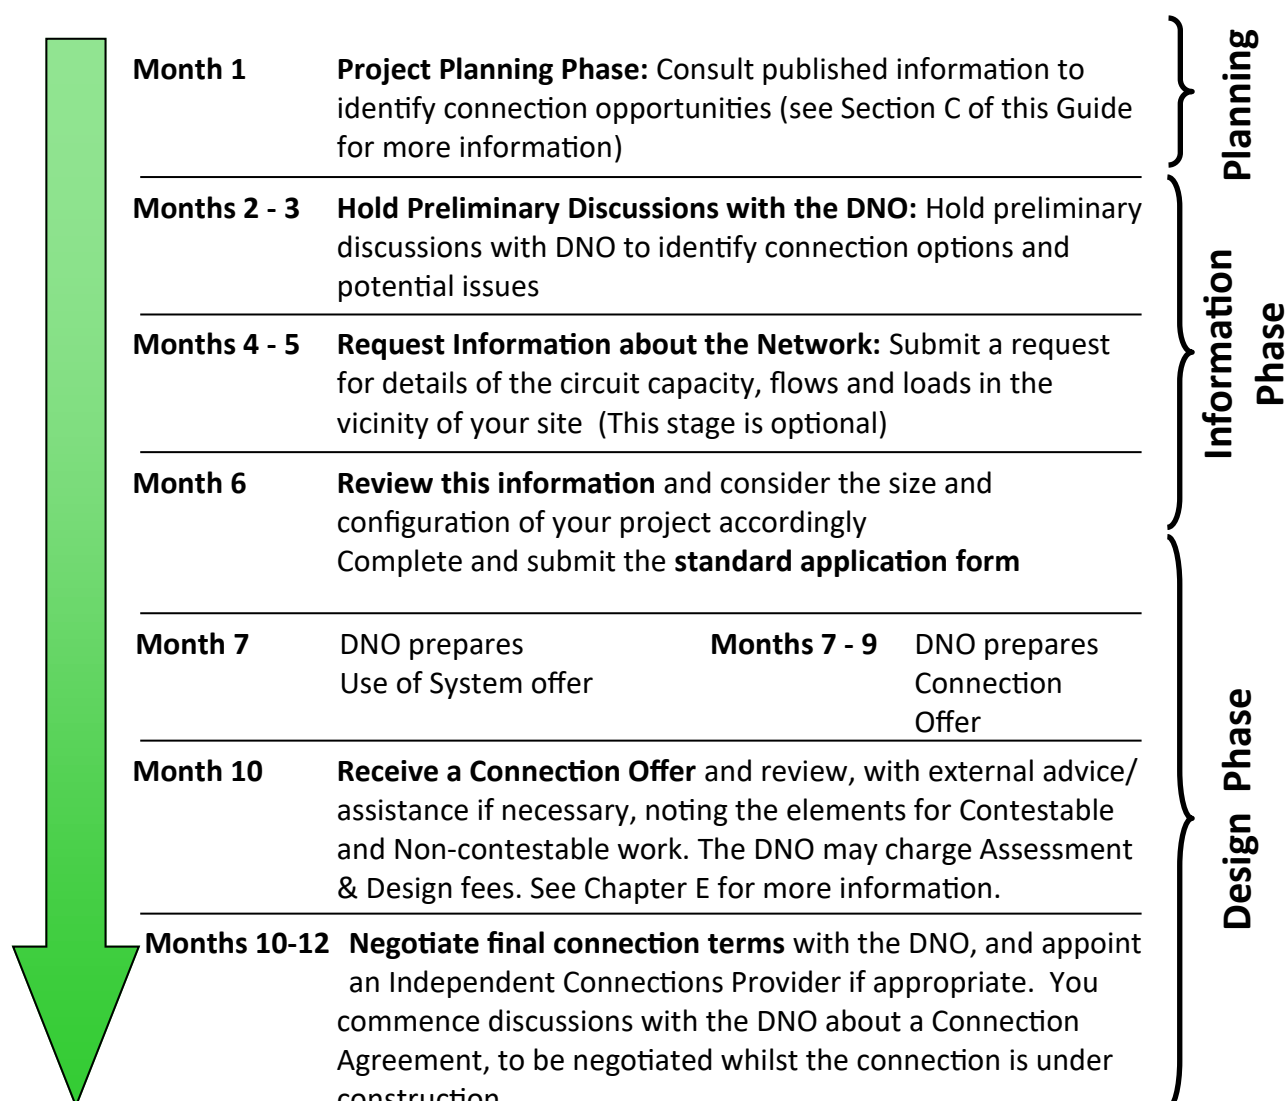 Month 1 Project Planning Phase: Consult published information to
identify connection opportunities (see Section C of this Guide
for more information)
Planning
Months 2 - 3 Hold Preliminary Discussions with the DNO: Hold preliminary
discussions with DNO to identify connection options and
potential issues
Months 4 - 5 Request Information about the Network: Submit a request
for details of the circuit capacity, flows and loads in the
vicinity of your site (This stage is optional)
Information
Phase
Month 6 Review this information and consider the size and
configuration of your project accordingly
Complete and submit the standard application form
Month 7 DNO prepares
Use of System offer
Months 7 - 9 DNO prepares
Connection
Offer
Month 10 Receive a Connection Offer and review, with external advice/
assistance if necessary, noting the elements for Contestable
and Non-contestable work. The DNO may charge Assessment
& Design fees. See Chapter E for more information.
Months 10-12 Negotiate final connection terms with the DNO, and appoint
an Independent Connections Provider if appropriate. You
commence discussions with the DNO about a Connection
Agreement, to be negotiated whilst the connection is under
construction
Design Phase